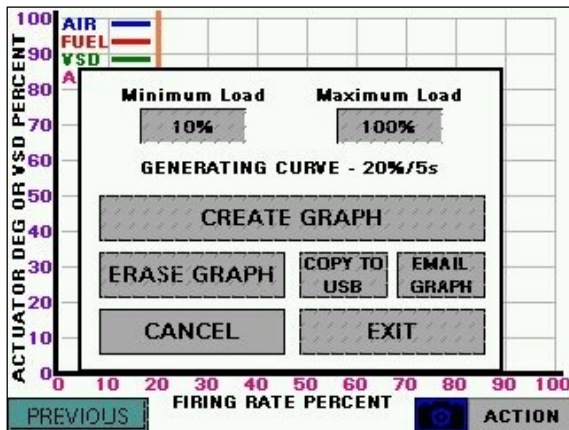 100
AIR
FUEL
VSD
A
90
80
70
60
50
40
30
20
10
0
ACTUATOR DEG OR VSD PERCENT
Minimum Load
Maximum Load
10%
100%
GENERATING CURVE - 20%/5s
CREATE GRAPH
ERASE GRAPH
COPY TO
USB
EMAIL
GRAPH
CANCEL
EXIT
0 10 20 30 40 50 60 70 80 90 100
FIRING RATE PERCENT
PREVIOUS
ACTION